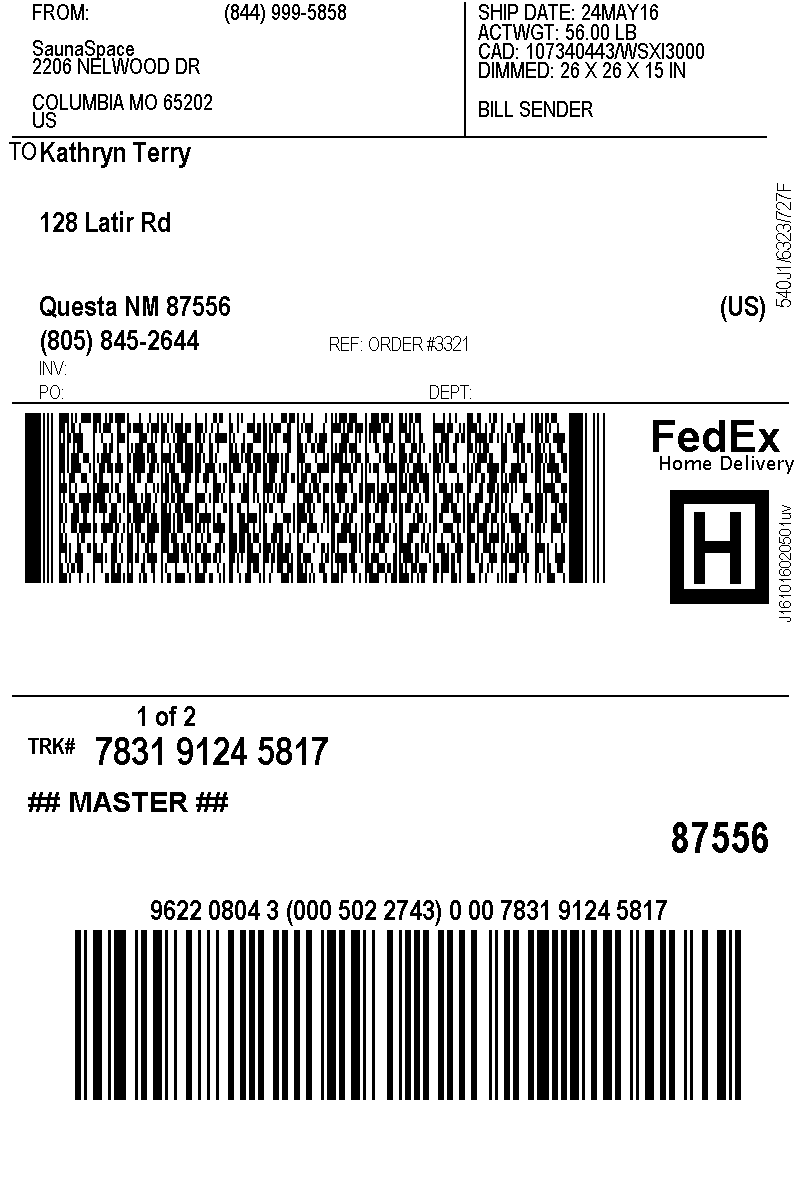 FROM: (844) 999-5858
SaunaSpace
2206 NELWOOD DR
COLUMBIA MO 65202
US
SHIP DATE: 24MAY16
ACTWGT: 56.00 LB
CAD: 107340443/WSXI3000
DIMMED: 26 X 26 X 15 IN
BILL SENDER
TO Kathryn Terry
128 Latir Rd
Questa NM 87556 (US)
(805) 845-2644 REF: ORDER #3321
INV:
PO: DEPT:
540J1/6323/727F
FedEx
Home Delivery
H
J161016020501uv
1 of 2
TRK# 7831 9124 5817
## MASTER ##
87556
9622 0804 3 (000 502 2743) 0 00 7831 9124 5817